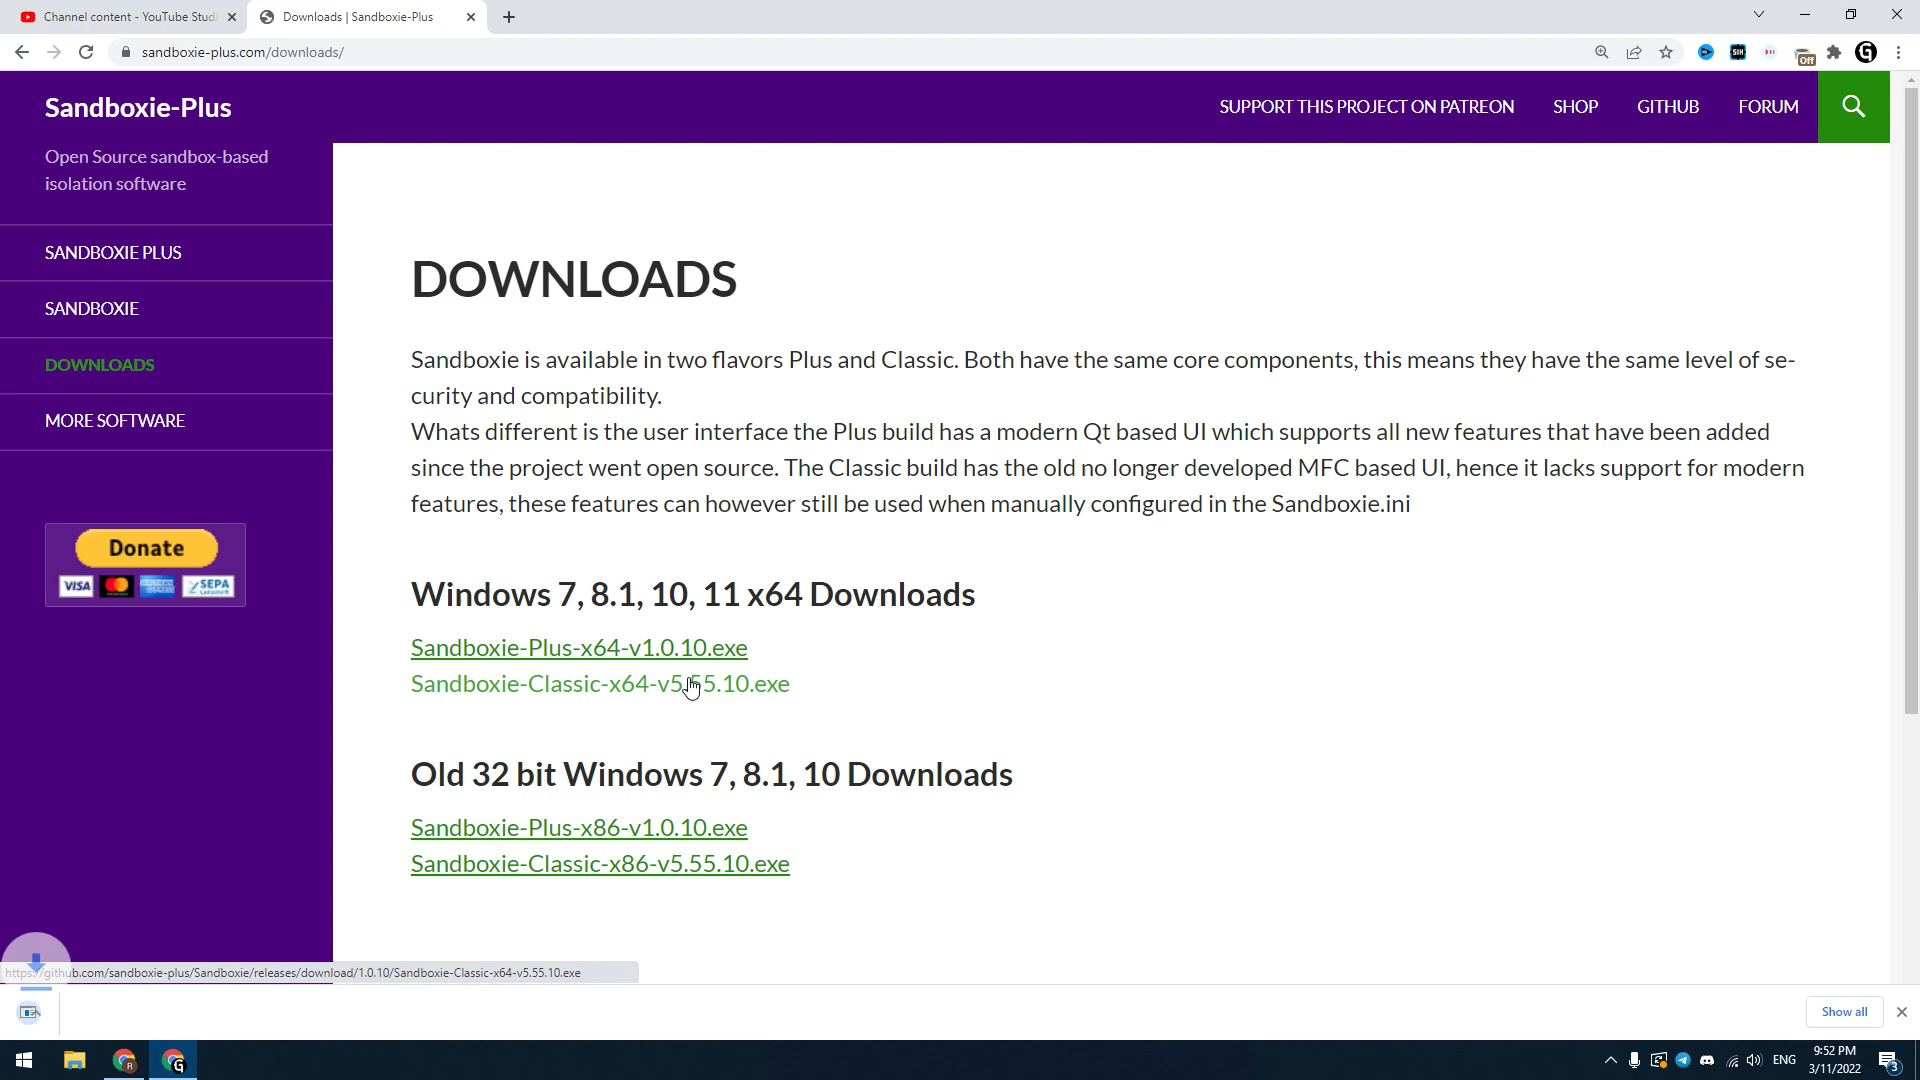 Channel content - YouTube Studi
Downloads | Sandboxie-Plus
sandboxie-plus.com/downloads/
Off
Sandboxie-Plus
SUPPORT THIS PROJECT ON PATREON
SHOP
GITHUB
FORUM
Open Source sandbox-based
isolation software
SANDBOXIE PLUS
SANDBOXIE
DOWNLOADS
MORE SOFTWARE
Donate
VISA
SEPA
DOWNLOADS
Sandboxie is available in two flavors Plus and Classic. Both have the same core components, this means they have the same level of se-
curity and compatibility.
Whats different is the user interface the Plus build has a modern Qt based UI which supports all new features that have been added
since the project went open source. The Classic build has the old no longer developed MFC based UI, hence it lacks support for modern
features, these features can however still be used when manually configured in the Sandboxie.ini
Windows 7, 8.1, 10, 11 x64 Downloads
Sandboxie-Plus-x64-v1.0.10.exe
Sandboxie-Classic-x64-v5.55.10.exe
Old 32 bit Windows 7, 8.1, 10 Downloads
Sandboxie-Plus-x86-v1.0.10.exe
Sandboxie-Classic-x86-v5.55.10.exe
https://github.com/sandboxie-plus/Sandboxie/releases/download/1.0.10/Sandboxie-Classic-x64-v5.55.10.exe
Show all
ENG
9:52 PM
3/11/2022
3